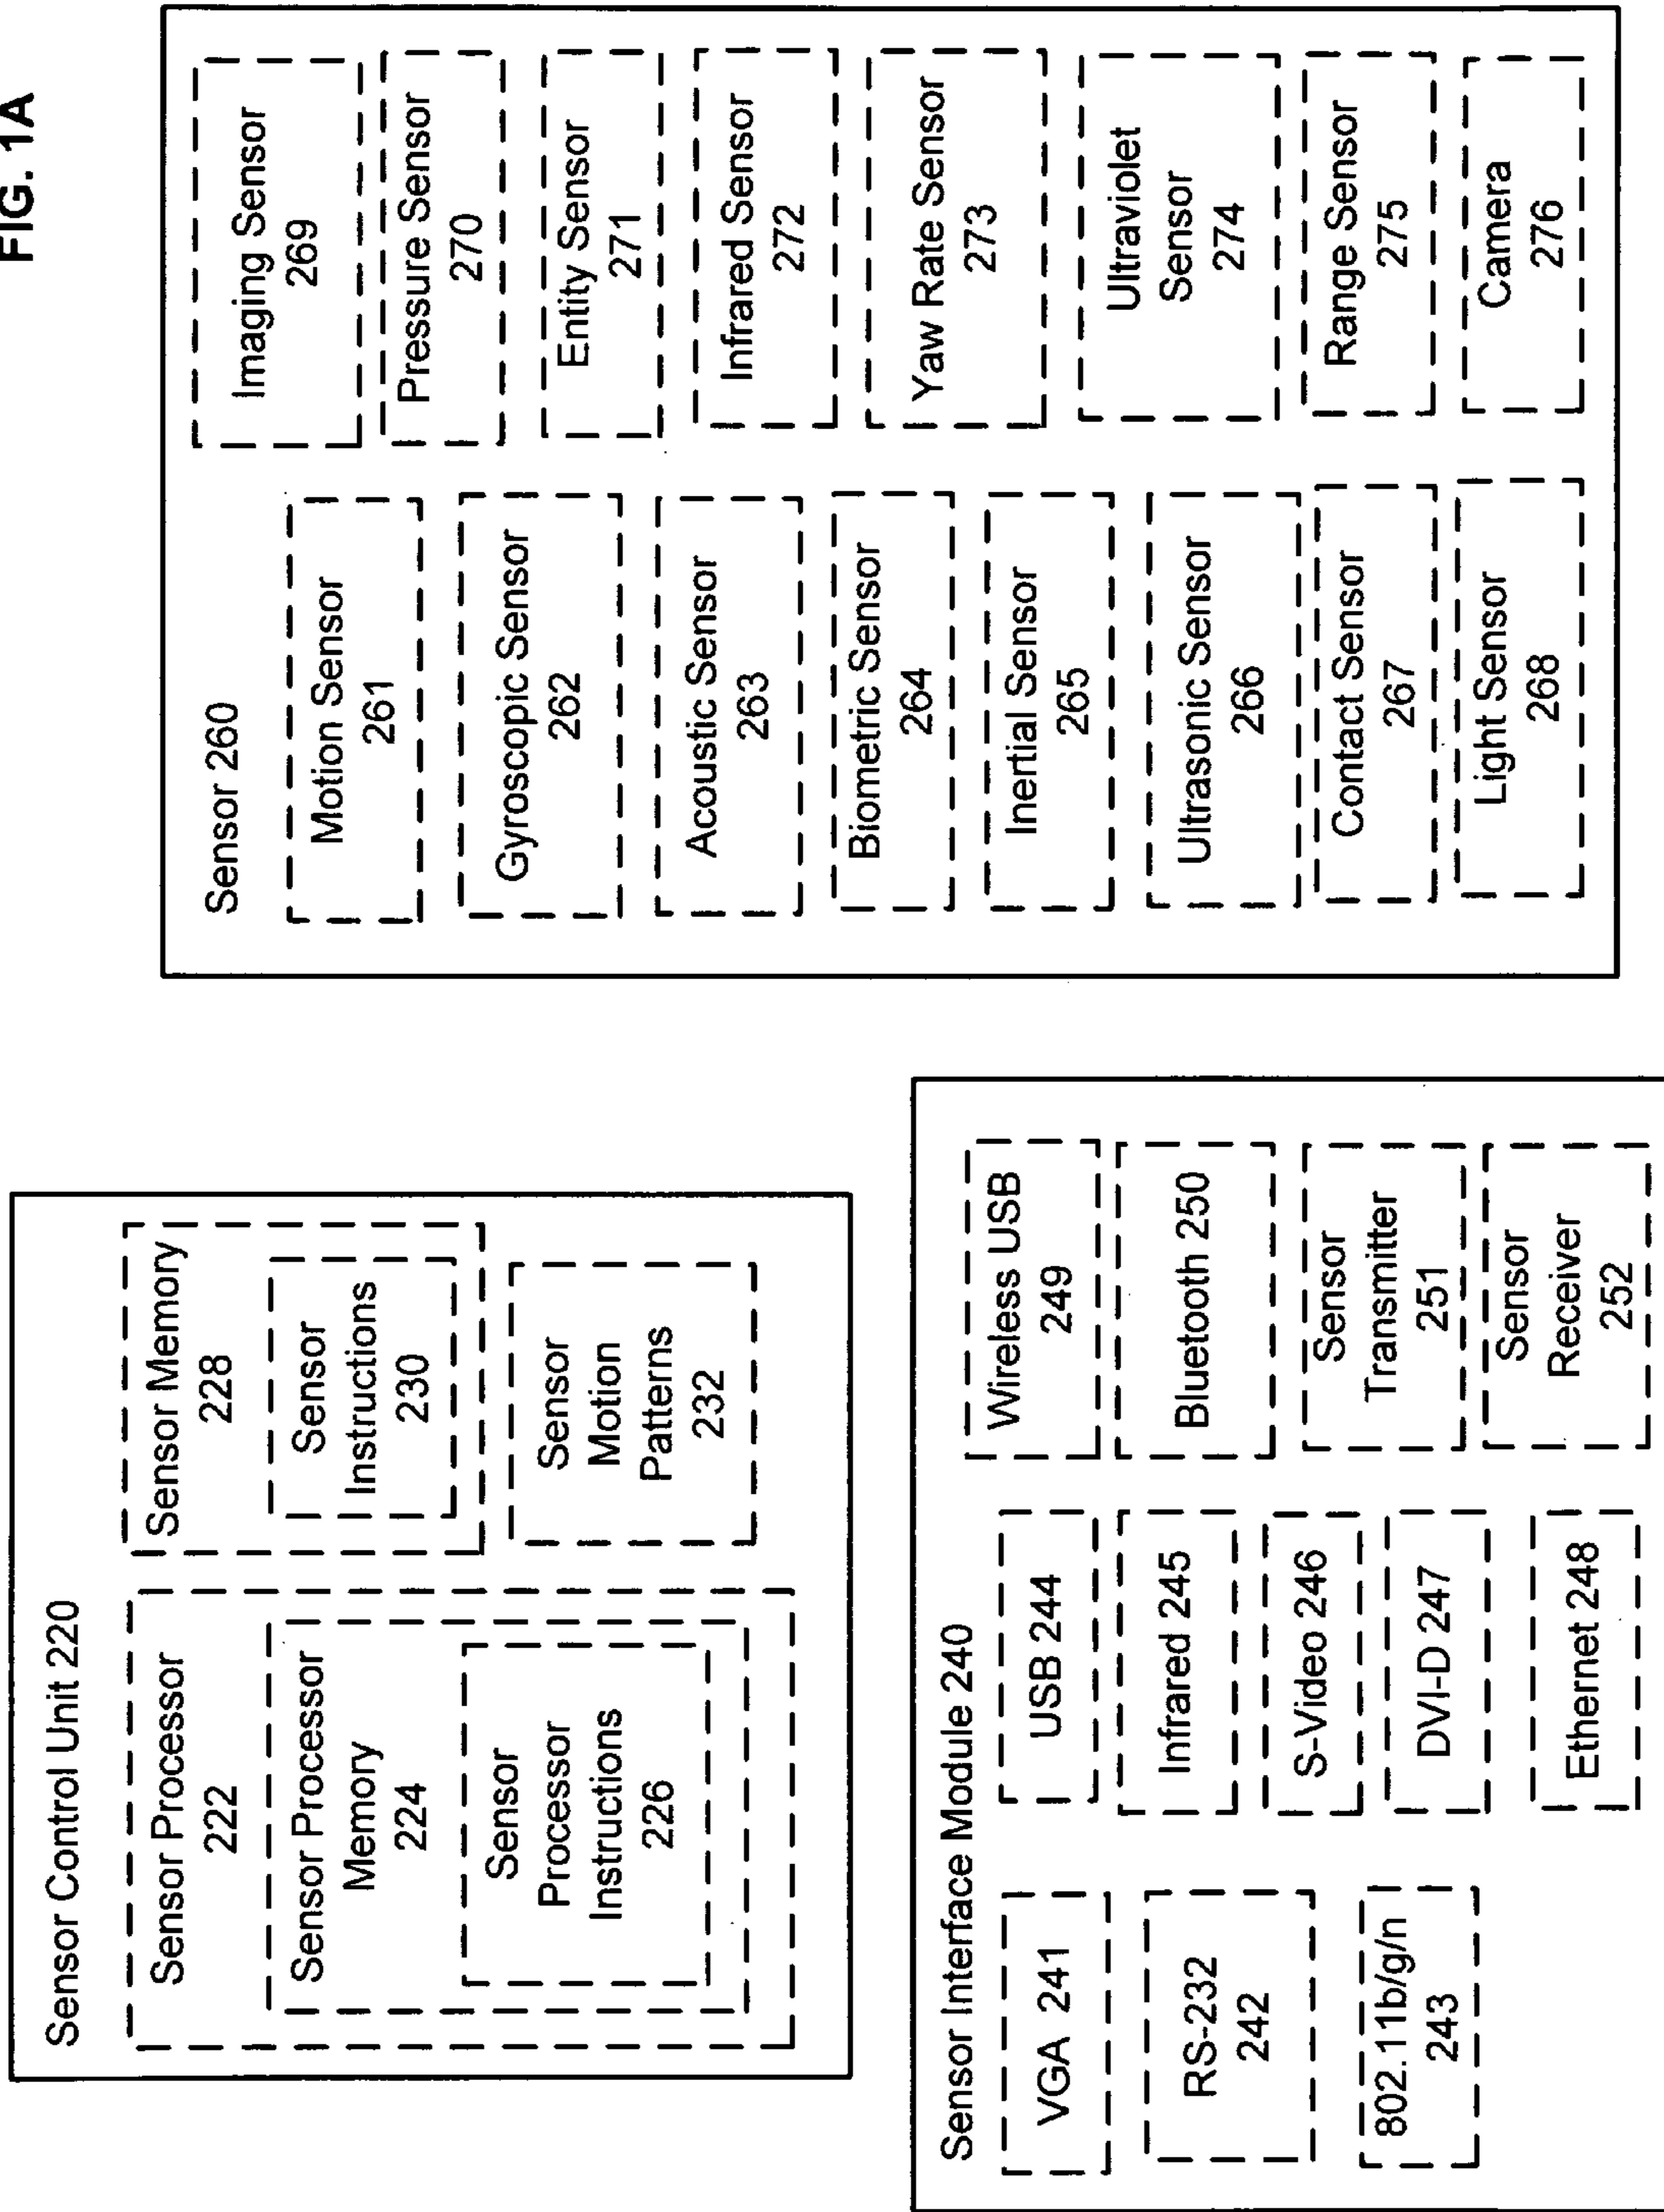 FIG. 1A
Sensor Control Unit 220
Sensor Processor
222
Sensor Processor
Memory
224
Sensor
Processor
Instructions
226
Sensor Memory
228
Sensor
Instructions
230
Sensor
Motion
Patterns
232
Sensor Interface Module 240
VGA 241
RS-232
242
802.11b/g/n
243
USB 244
Infrared 245
S-Video 246
DVI-D 247
Ethernet 248
Wireless USB
249
Bluetooth 250
Sensor
Transmitter
251
Sensor
Receiver
252
Sensor 260
Motion Sensor
261
Gyroscopic Sensor
262
Acoustic Sensor
263
Biometric Sensor
264
Inertial Sensor
265
Ultrasonic Sensor
266
Contact Sensor
267
Light Sensor
268
Imaging Sensor
269
Pressure Sensor
270
Entity Sensor
271
Infrared Sensor
272
Yaw Rate Sensor
273
Ultraviolet
Sensor
274
Range Sensor
275
Camera
276